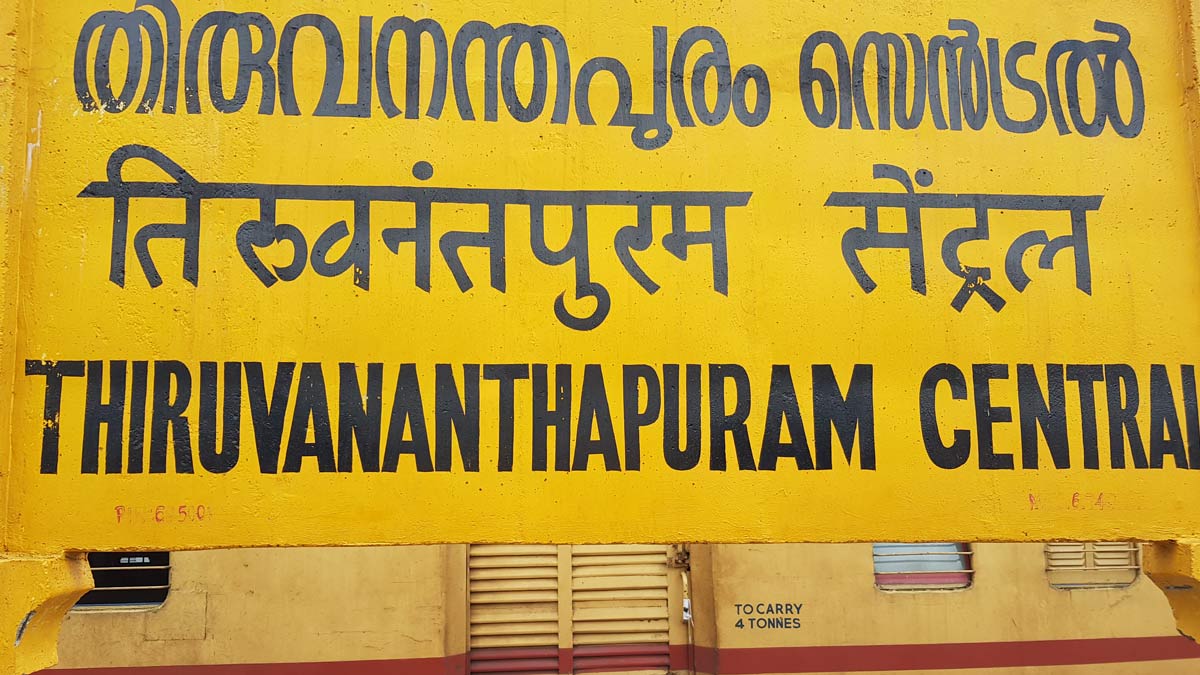 തിരുവനന്തപുരം സെൻട്രൽ
तिरुवनंतपुरम सेंट्रल
THIRUVANANTHAPURAM CENTRAL
TO CARRY
4 TONNES